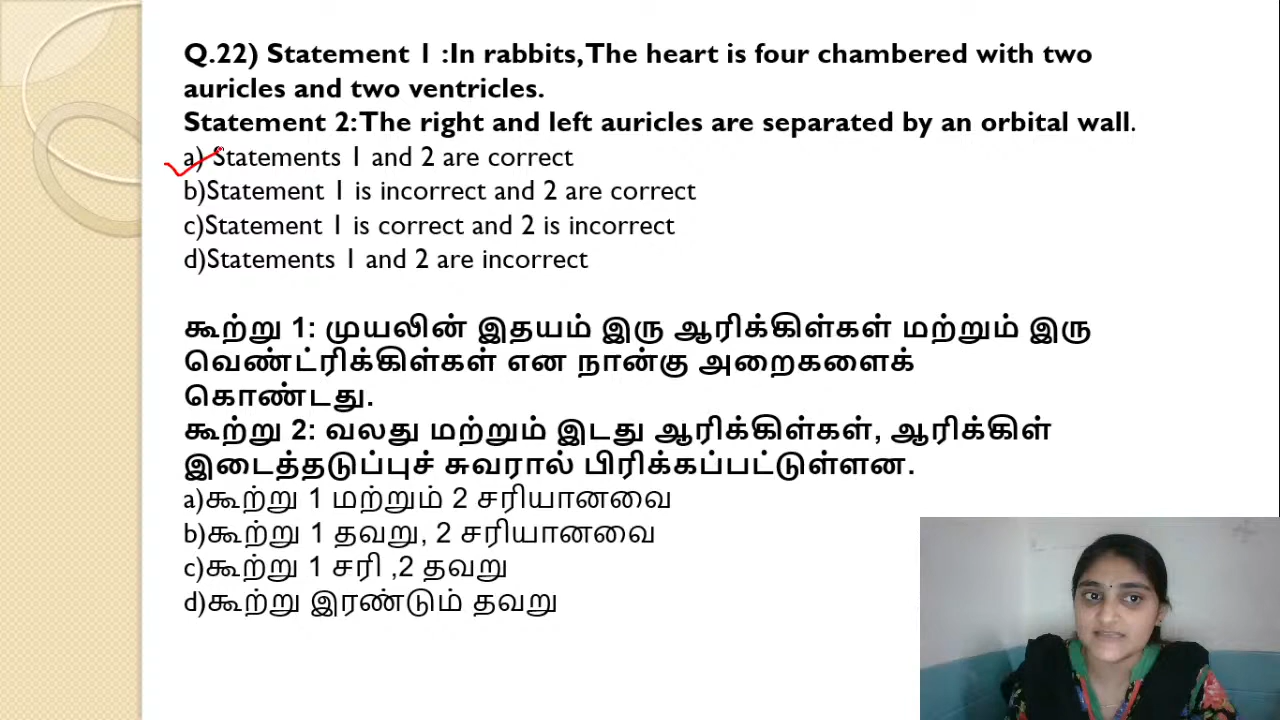 Q.22) Statement 1 :In rabbits,The heart is four chambered with two
auricles and two ventricles.
Statement 2:The right and left auricles are separated by an orbital wall.
a) Statements 1 and 2 are correct
b)Statement 1 is incorrect and 2 are correct
c)Statement 1 is correct and 2 is incorrect
d)Statements 1 and 2 are incorrect
கூற்று 1: முயலின் இதயம் இரு ஆரிக்கிள்கள் மற்றும் இரு
வெண்ட்ரிக்கிள்கள் என நான்கு அறைகளைக்
கொண்டது.
கூற்று 2: வலது மற்றும் இடது ஆரிக்கிள்கள், ஆரிக்கிள்
இடைத்தடுப்புச் சுவரால் பிரிக்கப்பட்டுள்ளன.
a)கூற்று 1 மற்றும் 2 சரியானவை
b)கூற்று 1 தவறு, 2 சரியானவை
c)கூற்று 1 சரி ,2 தவறு
d)கூற்று இரண்டும் தவறு